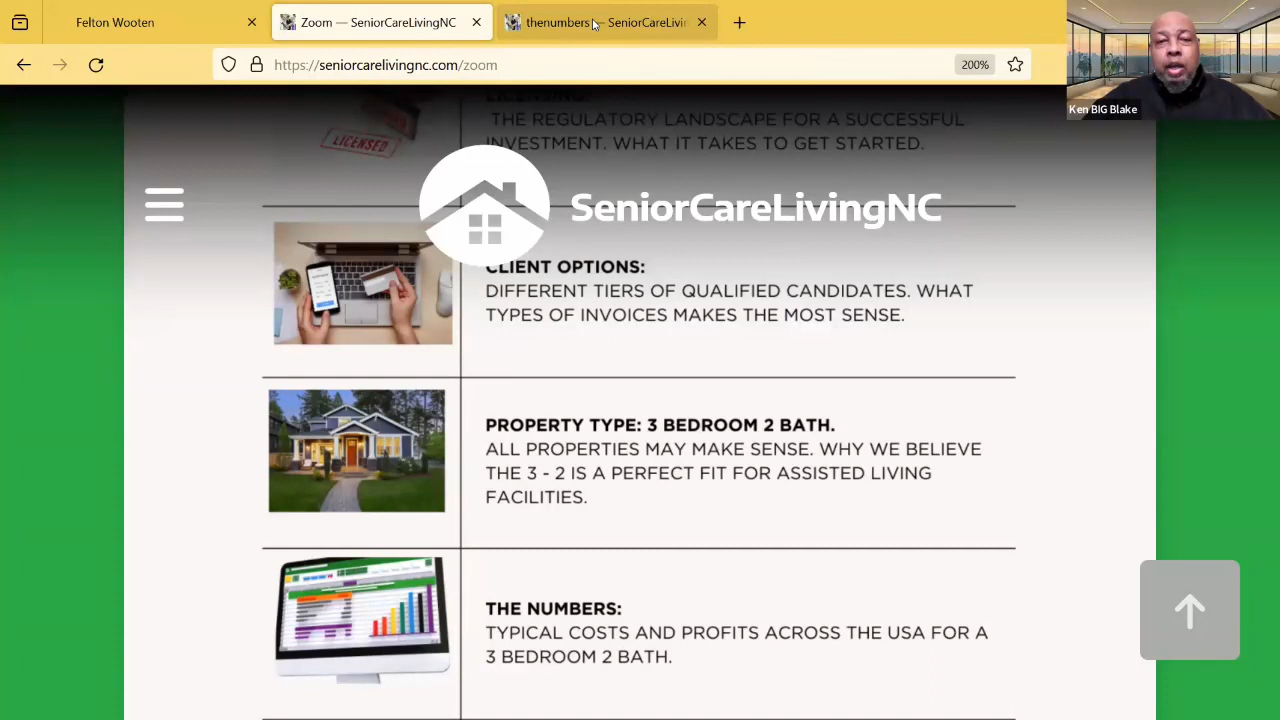 Felton Wooten
Zoom — SeniorCareLivingNC
thenumbers — SeniorCareLivin
https://seniorcarelivingnc.com/zoom
200%
Ken BIG Blake
LICENSING:
THE REGULATORY LANDSCAPE FOR A SUCCESSFUL
INVESTMENT. WHAT IT TAKES TO GET STARTED.
LICENSED
SeniorCareLivingNC
CLIENT OPTIONS:
DIFFERENT TIERS OF QUALIFIED CANDIDATES. WHAT
TYPES OF INVOICES MAKES THE MOST SENSE.
PROPERTY TYPE: 3 BEDROOM 2 BATH.
ALL PROPERTIES MAY MAKE SENSE. WHY WE BELIEVE
THE 3 - 2 IS A PERFECT FIT FOR ASSISTED LIVING
FACILITIES.
THE NUMBERS:
TYPICAL COSTS AND PROFITS ACROSS THE USA FOR A
3 BEDROOM 2 BATH.